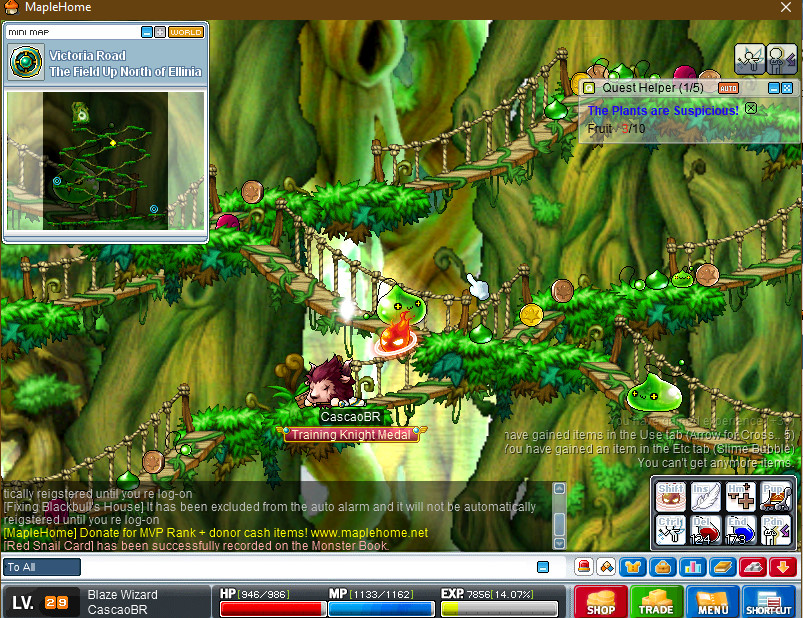 MapleHome
MINI MAP
WORLD
Victoria Road
The Field Up North of Ellinia
Quest Helper (1/5)
AUTO
The Plants are Suspicious!
Fruit : 3/10
CascaoBR
Training Knight Medal
You have gained experience
have gained items in the Use tab (Arrow for Cross.. 5)
You have gained an item in the Etc tab (Slime Bubble)
You can't get anymore items
tically reigstered until you re log-on
[Fixing Blackbull's House] It has been excluded from the auto alarm and it will not be automatically
reigstered until you re log-on
[MapleHome] Donate for MVP Rank + donor cash items! www.maplehome.net
[Red Snail Card] has been successfully recorded on the Monster Book.
Shift
Ins
Hm
Pup
Ctrl
Del
End
Pdn
124
173
To All
LV. 29
Blaze Wizard
CascaoBR
HP [946/986]
MP [1133/1162]
EXP. 7856[14.07%]
SHOP
TRADE
MENU
SHORT CUT